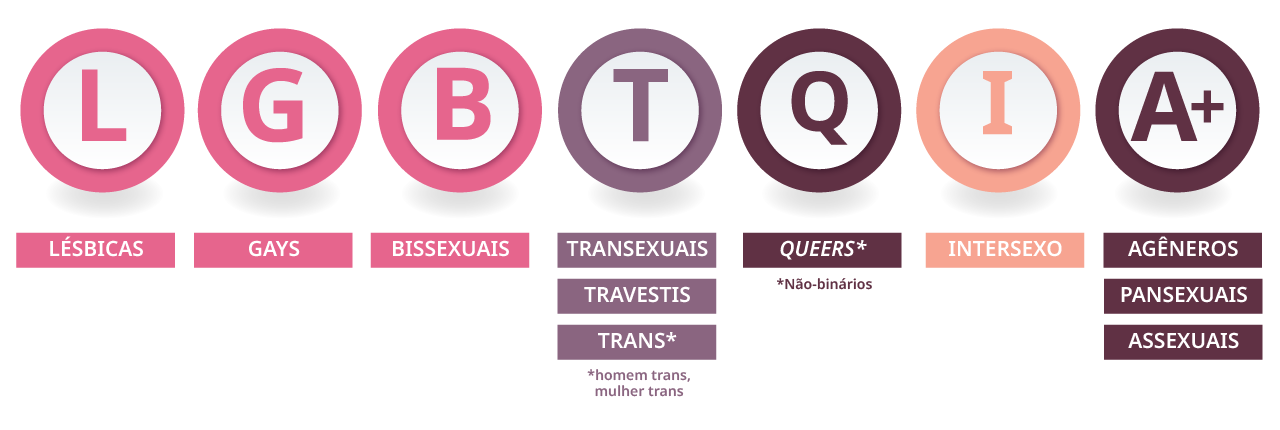 L G B T Q I A+
LÉSBICAS GAYS BISSEXUAIS TRANSEXUAIS QUEERS* INTERSEXO AGÊNEROS
*Não-binários
TRAVESTIS PANSEXUAIS
TRANS* ASSEXUAIS
*homem trans,
mulher trans